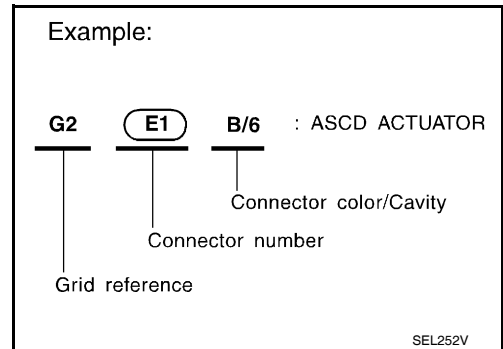 Example:
G2 E1 B/6 : ASCD ACTUATOR
Connector color/Cavity
Connector number
Grid reference
SEL252V